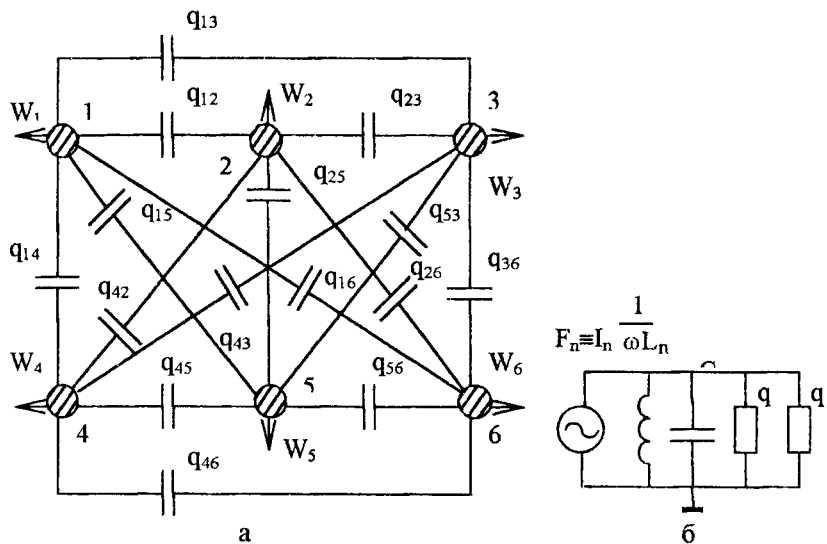 q₁₃
W₁ 1 q₁₂ W₂ q₂₃ 3
2 q₂₅ W₃
q₁₅ q₅₃
q₁₄ q₄₂ q₁₆ q₂₆ q₃₆
q₄₃
Fₙ≡Iₙ 1/ωLₙ
W₄ q₄₅ 5 q₅₆ W₆
4 W₅ 6
q q
q₄₆
а б